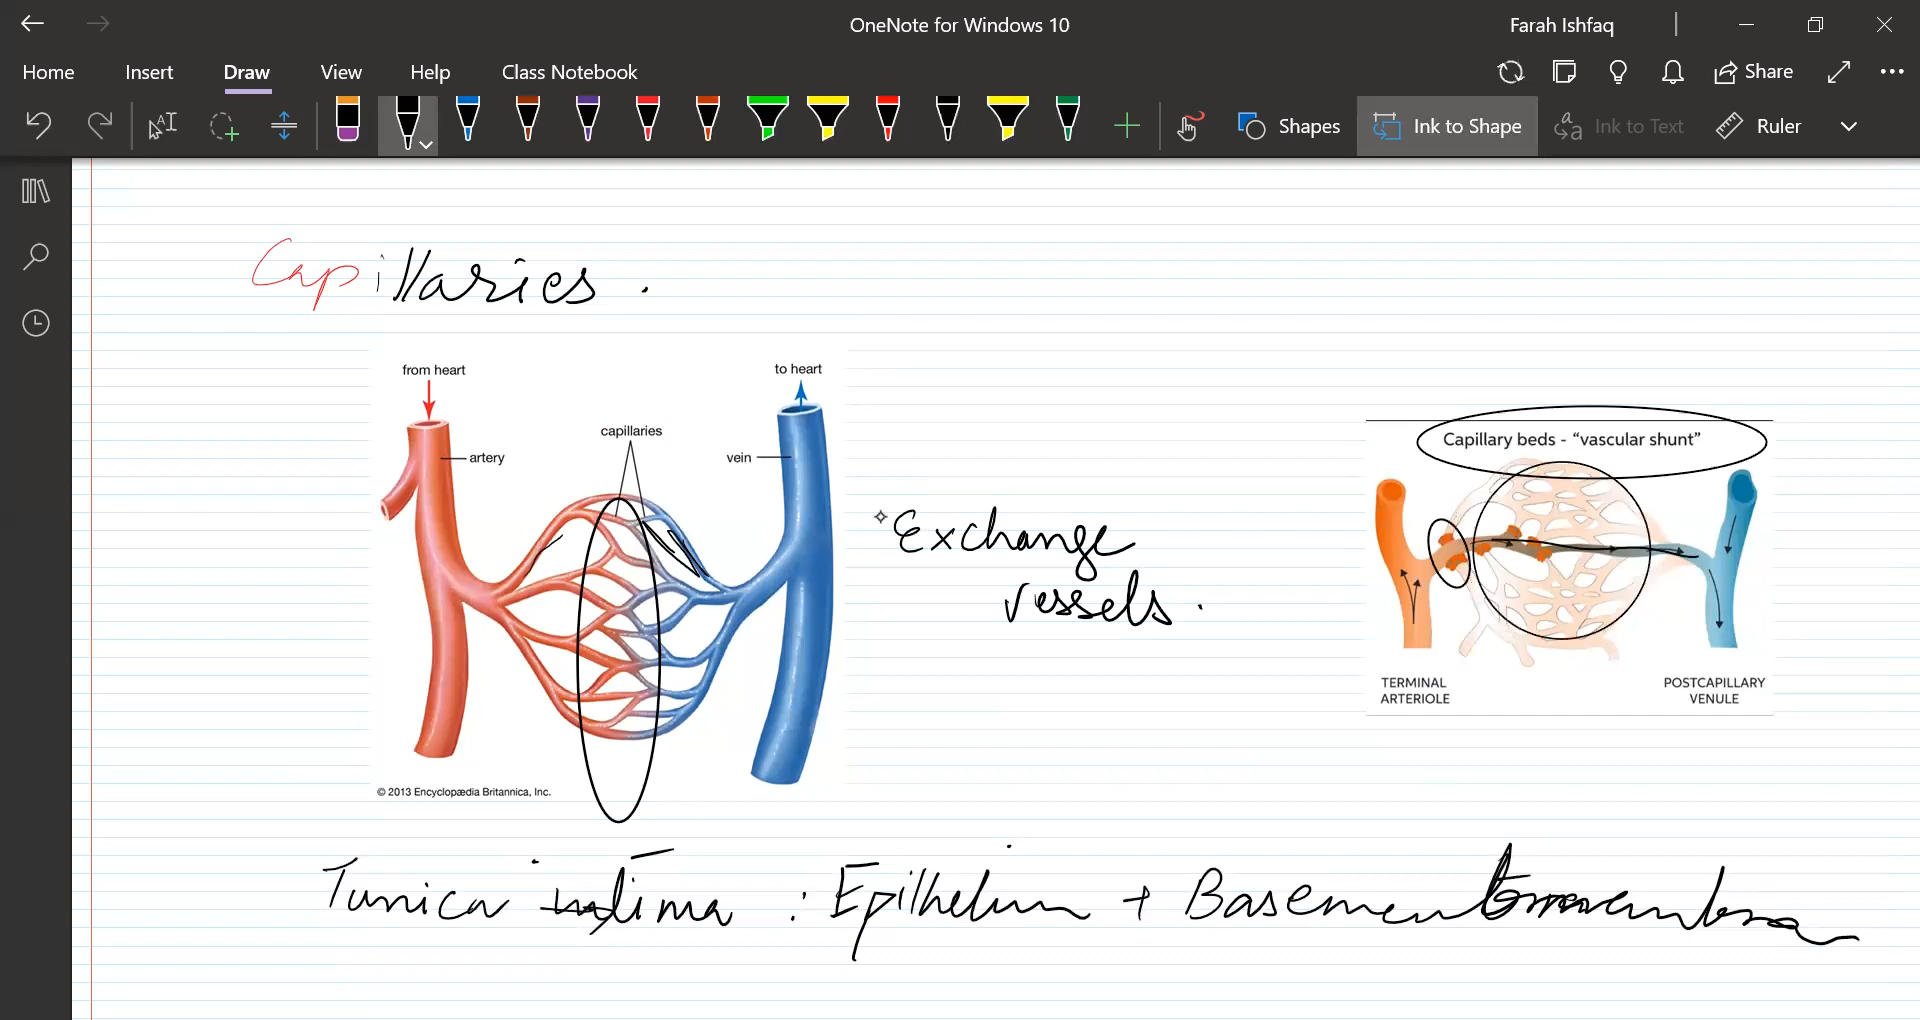 OneNote for Windows 10
Farah Ishfaq
Home Insert Draw View Help Class Notebook
Share
Shapes Ink to Shape Ink to Text Ruler
Capillaries.
from heart
to heart
capillaries
artery
vein
© 2013 Encyclopædia Britannica, Inc.
Exchange
vessels.
Capillary beds - “vascular shunt”
TERMINAL
ARTERIOLE
POSTCAPILLARY
VENULE
Tunica intima : Epithelium + Basement